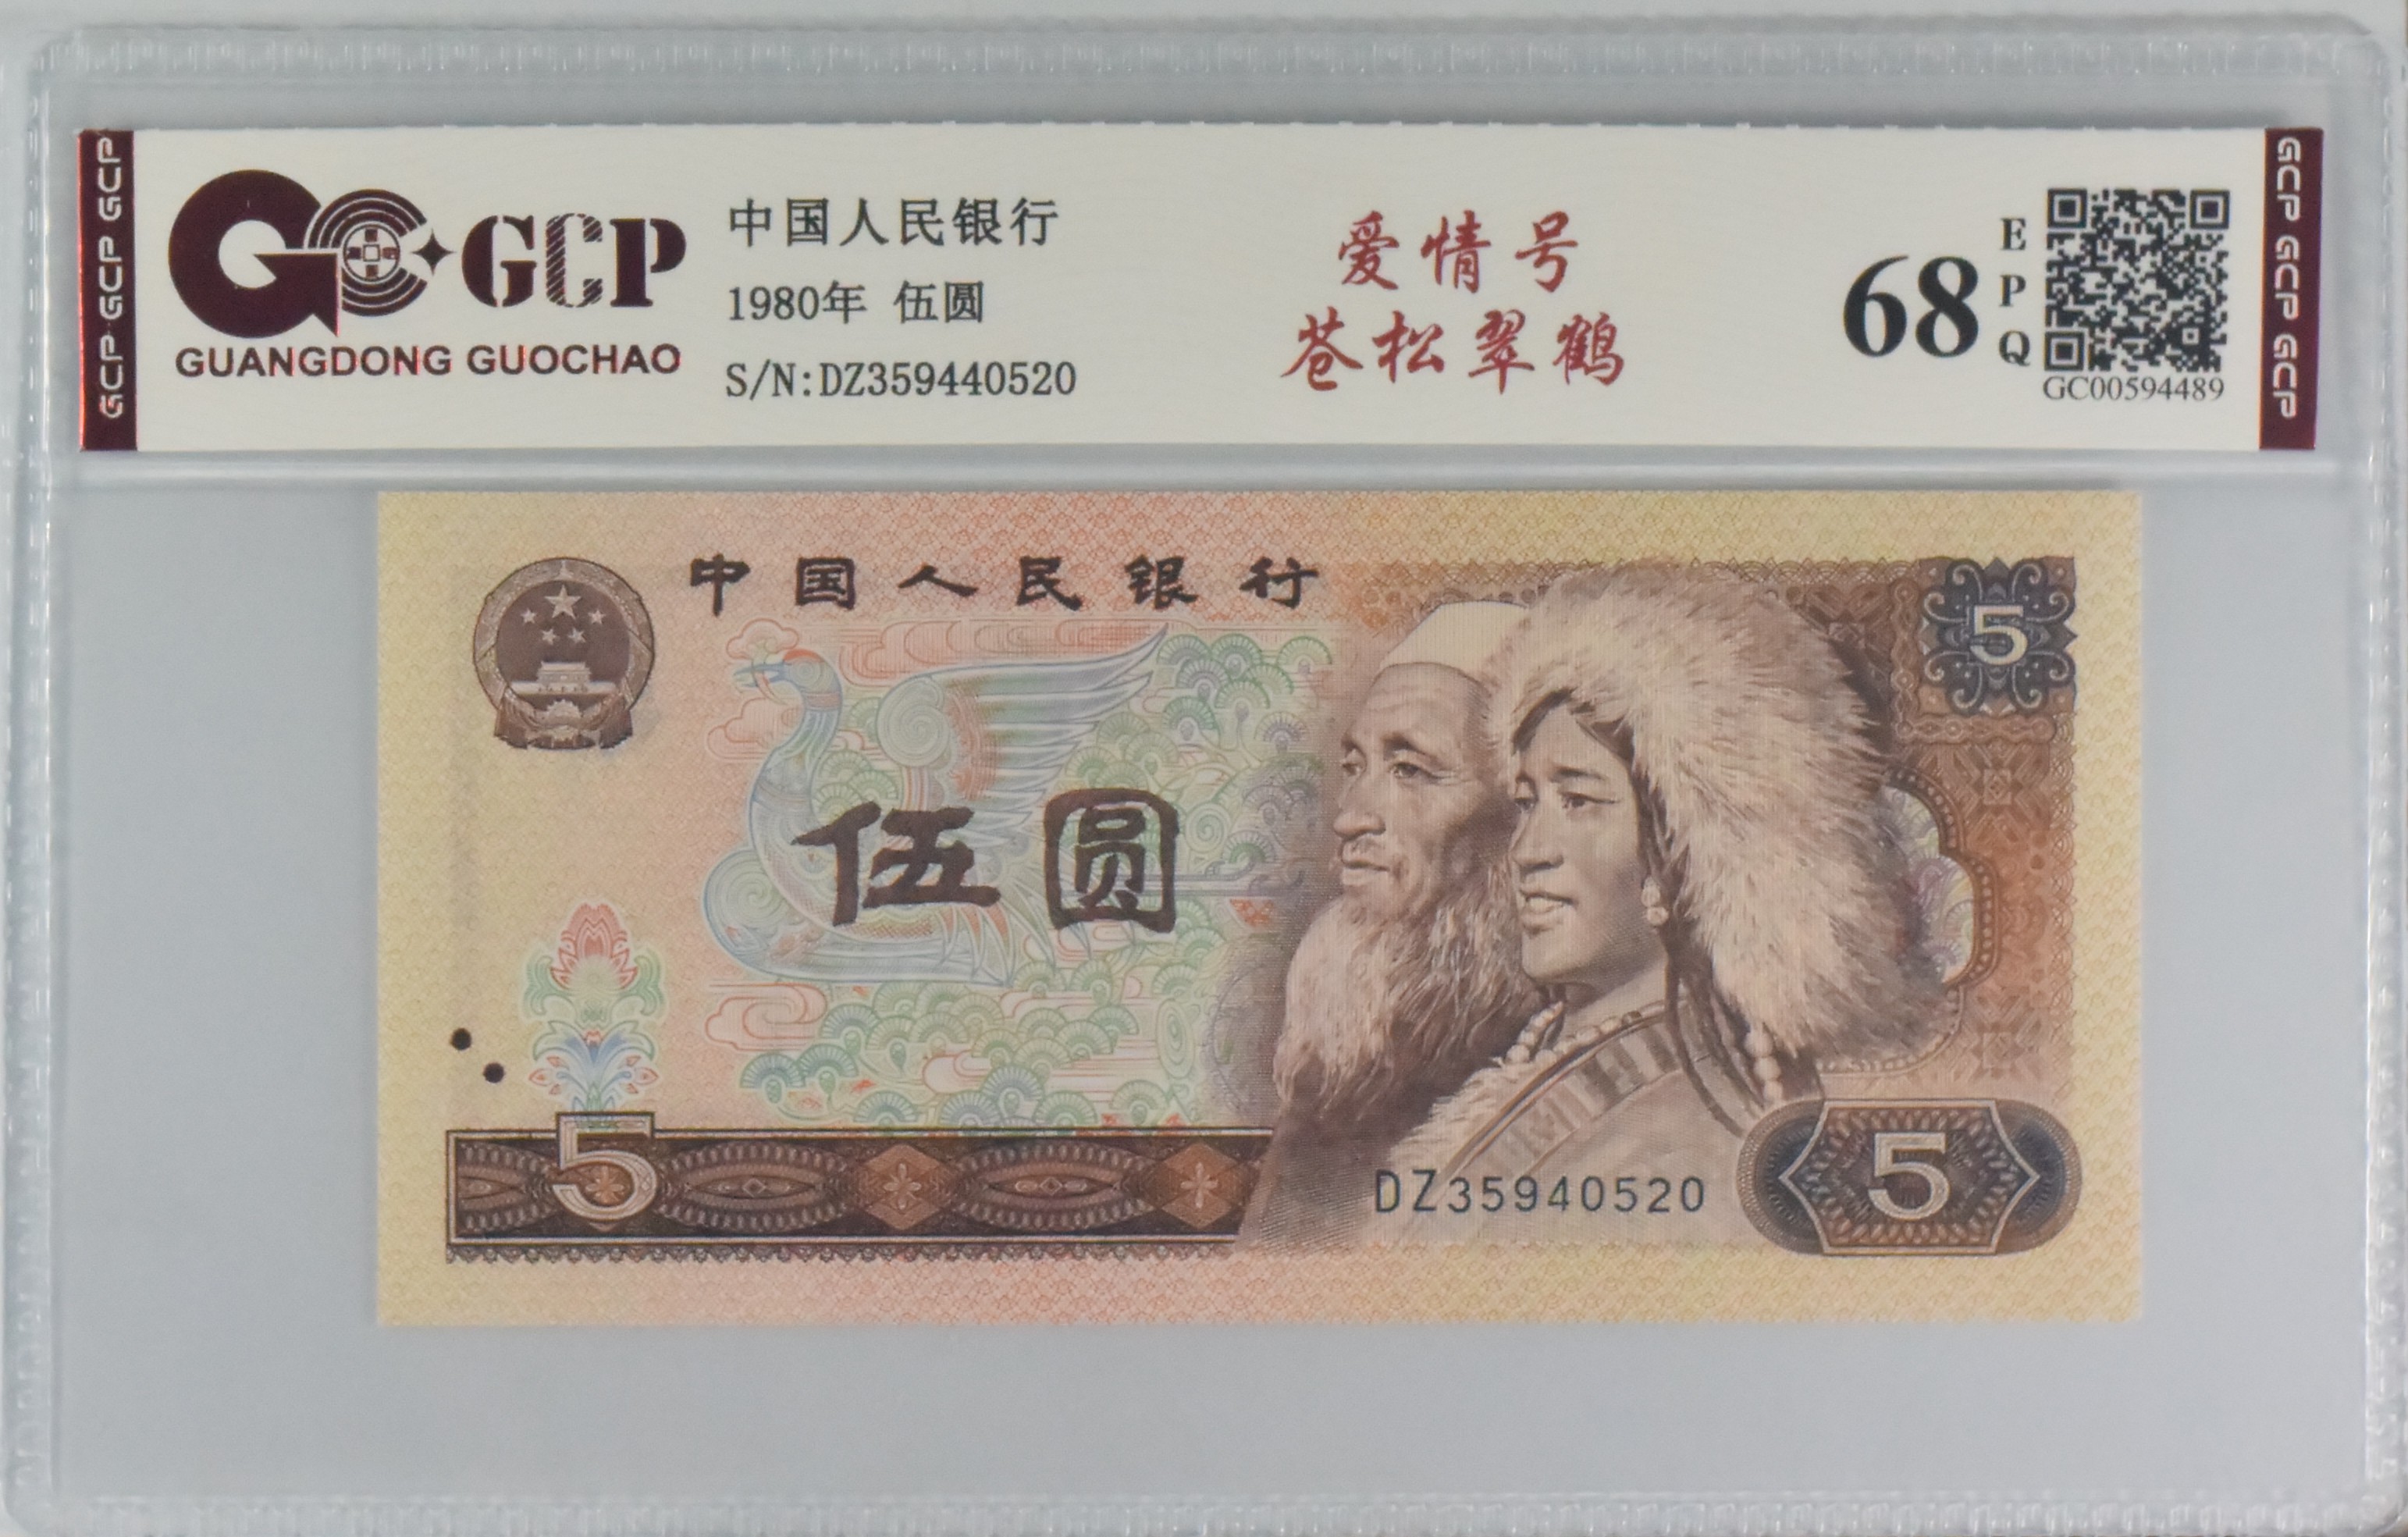 GCP GCP GCP
GCP
GUANGDONG GUOCHAO
中国人民银行
1980年 伍圆
S/N:DZ359440520
爱情号
苍松翠鹤
68
EPQ
GC00594489
GCP GCP GCP
中国人民银行
5
伍圆
5
DZ35940520
5